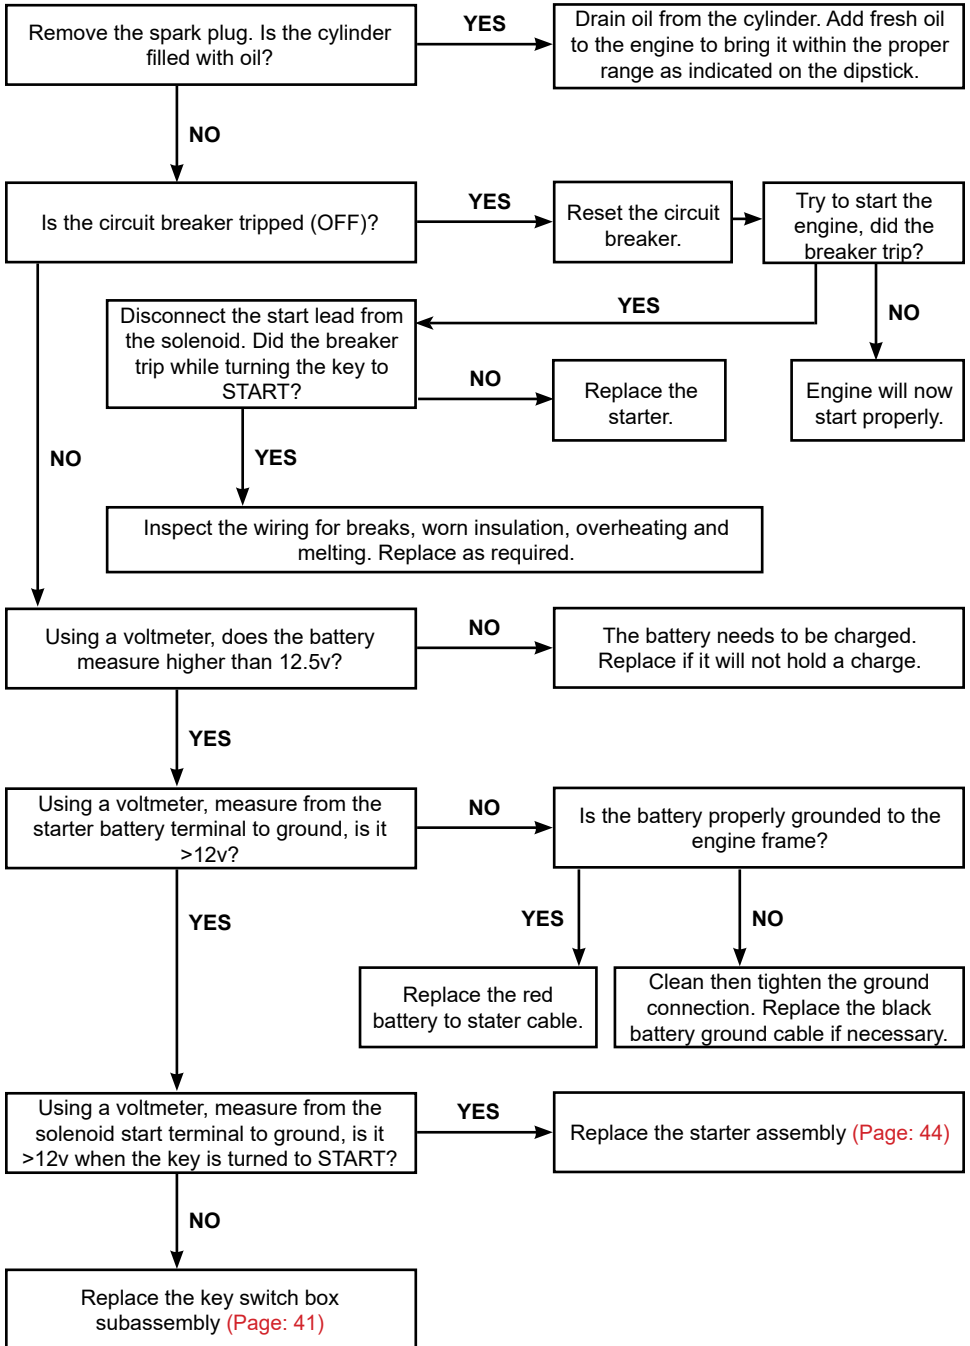 Remove the spark plug. Is the cylinder
filled with oil?
YES
Drain oil from the cylinder. Add fresh oil
to the engine to bring it within the proper
range as indicated on the dipstick.
NO
Is the circuit breaker tripped (OFF)?
YES
Reset the circuit
breaker.
Try to start the
engine, did the
breaker trip?
YES
NO
Disconnect the start lead from
the solenoid. Did the breaker
trip while turning the key to
START?
NO
Replace the
starter.
Engine will now
start properly.
NO
YES
Inspect the wiring for breaks, worn insulation, overheating and
melting. Replace as required.
Using a voltmeter, does the battery
measure higher than 12.5v?
NO
The battery needs to be charged.
Replace if it will not hold a charge.
YES
Using a voltmeter, measure from the
starter battery terminal to ground, is it
>12v?
NO
Is the battery properly grounded to the
engine frame?
YES
YES
NO
Replace the red
battery to stater cable.
Clean then tighten the ground
connection. Replace the black
battery ground cable if necessary.
Using a voltmeter, measure from the
solenoid start terminal to ground, is it
>12v when the key is turned to START?
YES
Replace the starter assembly (Page: 44)
NO
Replace the key switch box
subassembly (Page: 41)